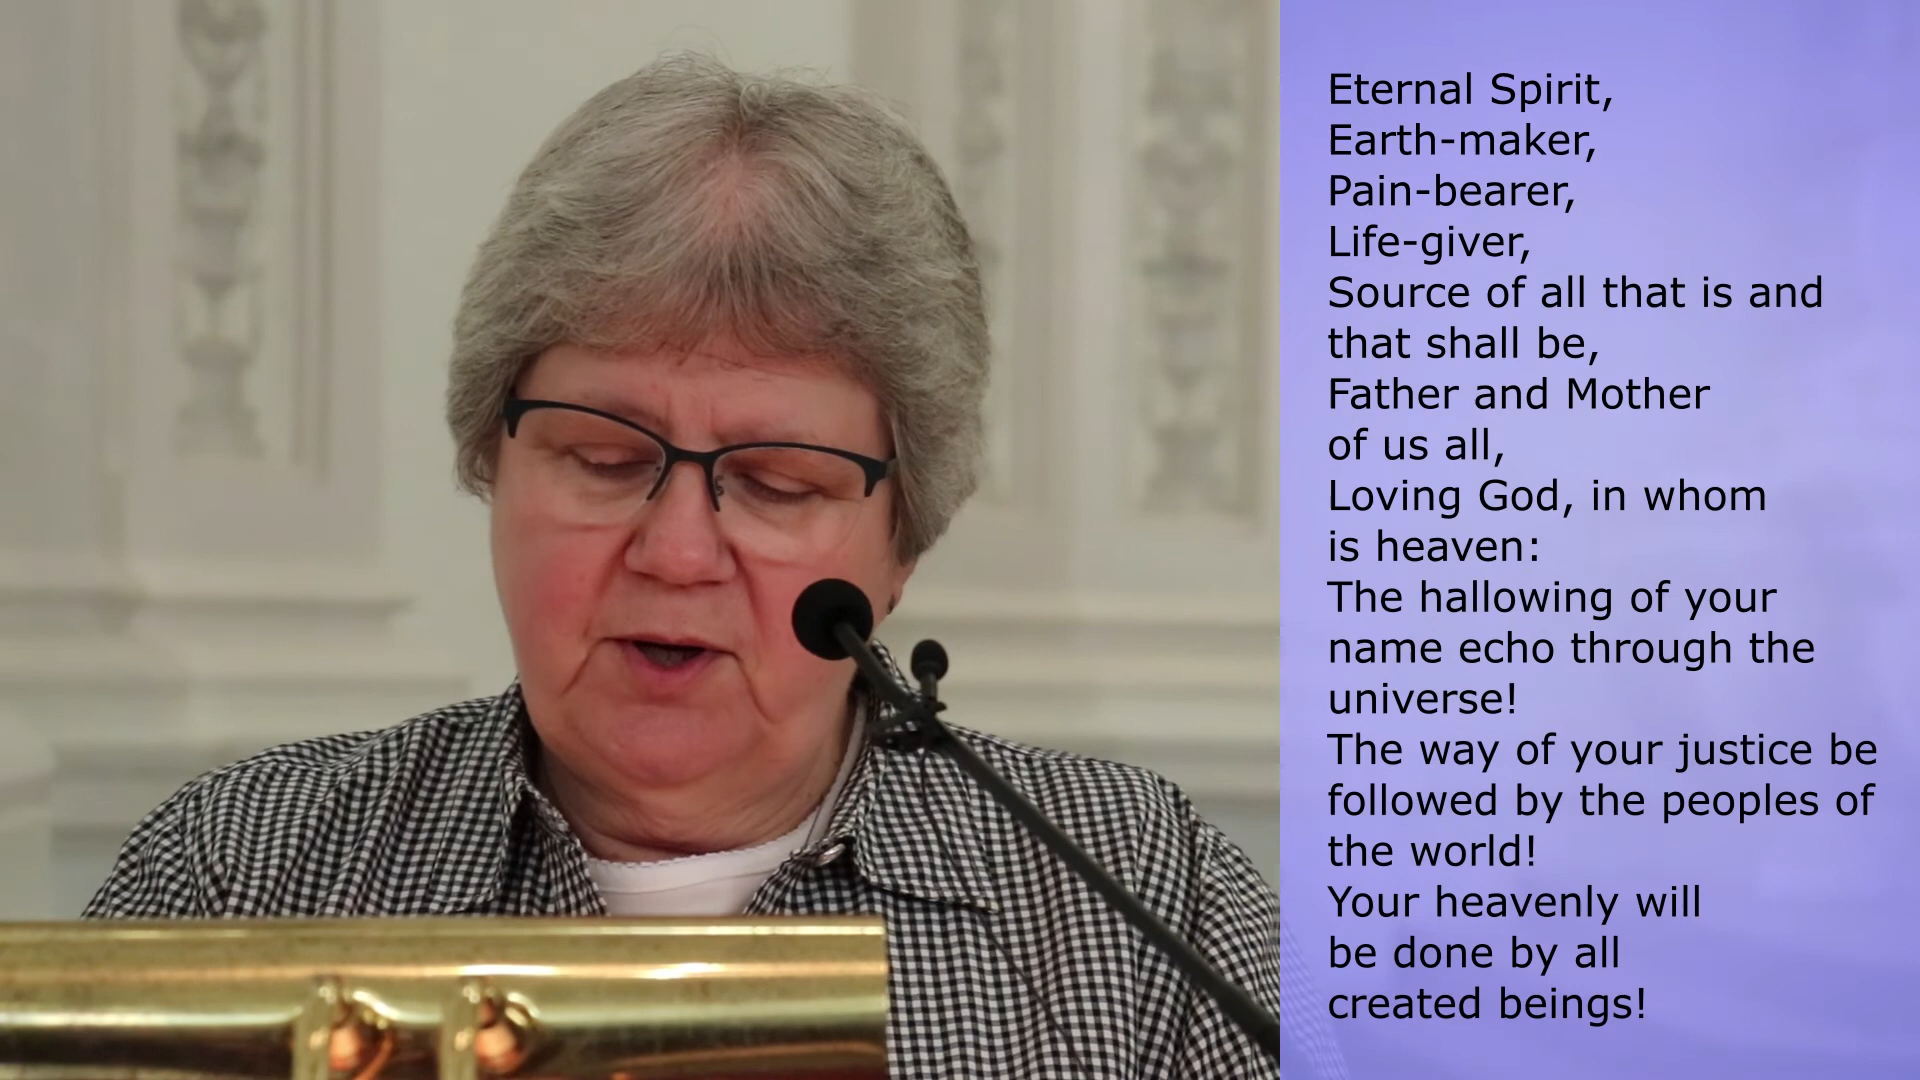 Eternal Spirit,
Earth-maker,
Pain-bearer,
Life-giver,
Source of all that is and
that shall be,
Father and Mother
of us all,
Loving God, in whom
is heaven:
The hallowing of your
name echo through the
universe!
The way of your justice be
followed by the peoples of
the world!
Your heavenly will
be done by all
created beings!